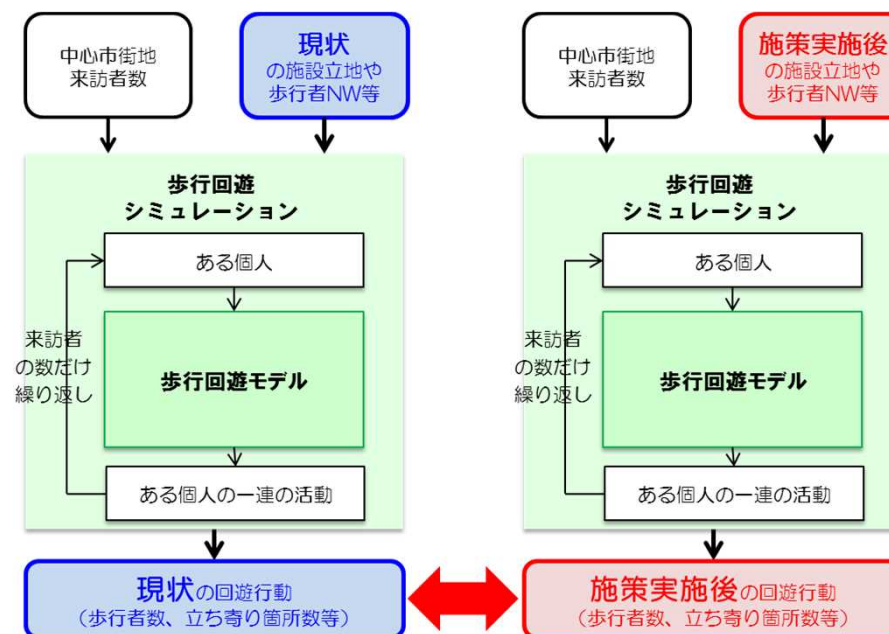 中心市街地
来訪者数
現状
の施設立地や
歩行者NW等
歩行回遊
シミュレーション
ある個人
来訪者
の数だけ
繰り返し
歩行回遊モデル
ある個人の一連の活動
現状の回遊行動
（歩行者数、立ち寄り箇所数等）
中心市街地
来訪者数
施策実施後
の施設立地や
歩行者NW等
歩行回遊
シミュレーション
ある個人
来訪者
の数だけ
繰り返し
歩行回遊モデル
ある個人の一連の活動
施策実施後の回遊行動
（歩行者数、立ち寄り箇所数等）